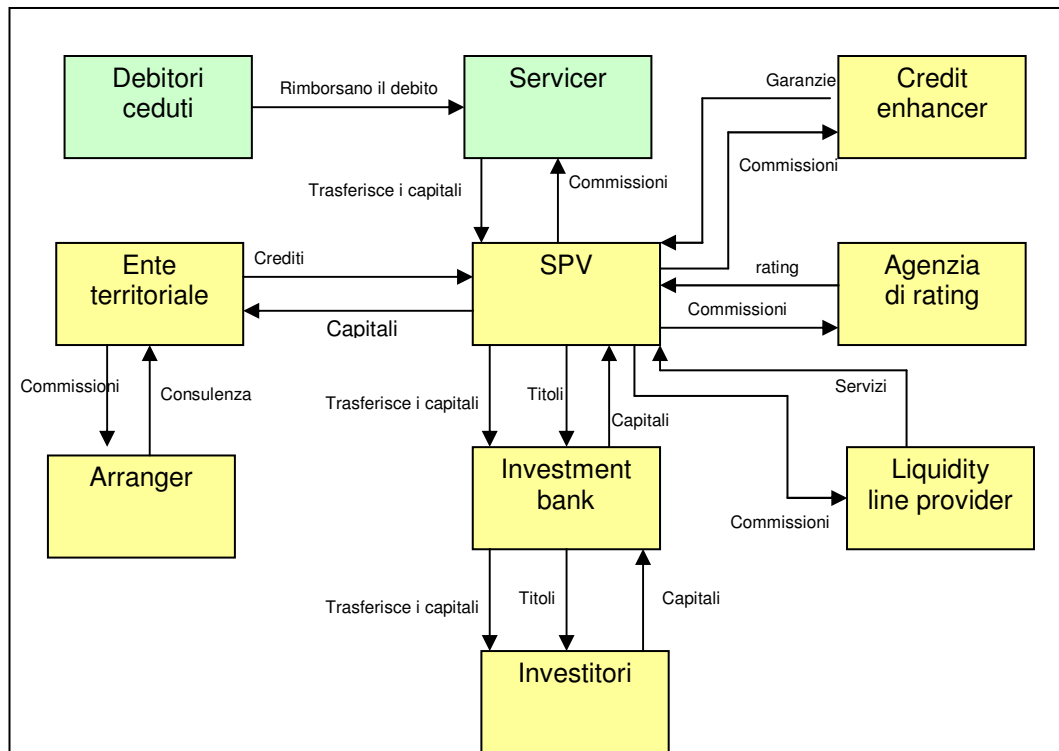 Debitori
ceduti
Rimborsano il debito
Servicer
Garanzie
Credit
enhancer
Commissioni
Trasferisce i capitali
Commissioni
Ente
territoriale
Crediti
Capitali
SPV
rating
Commissioni
Agenzia
di rating
Commissioni
Consulenza
Trasferisce i capitali
Titoli
Capitali
Servizi
Arranger
Investment
bank
Commissioni
Liquidity
line provider
Trasferisce i capitali
Titoli
Capitali
Investitori